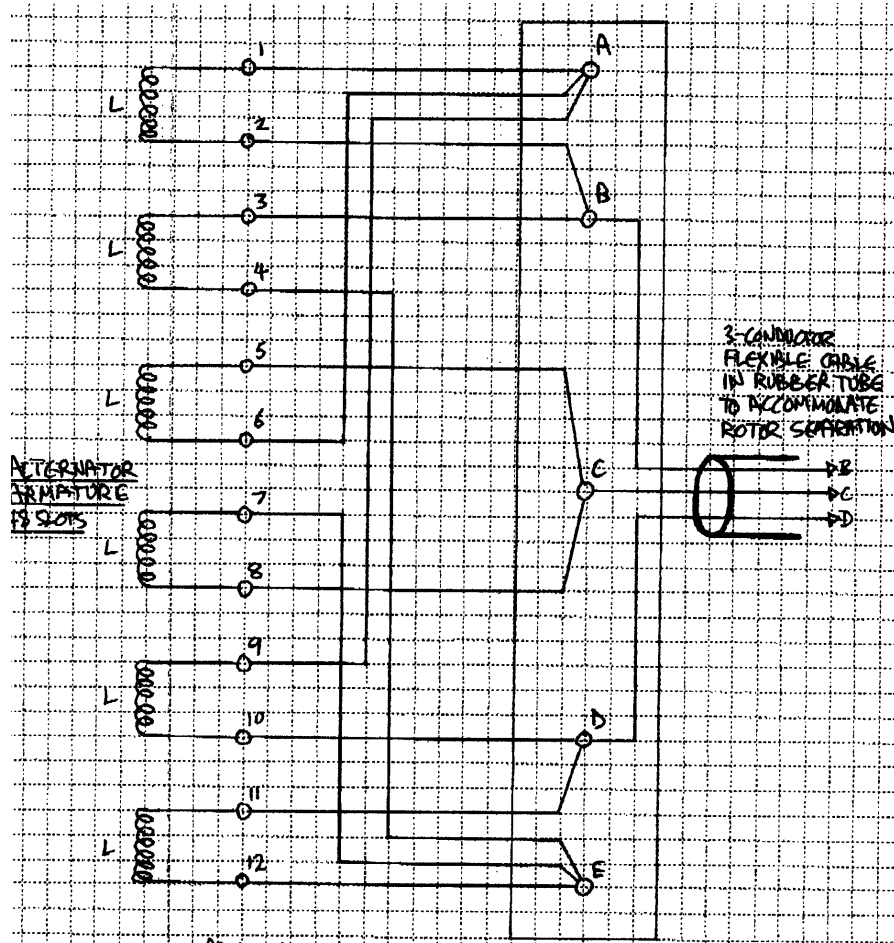 1
A
L
2
3
B
L
4
5
L
6
3-CONDUCTOR
FLEXIBLE CABLE
IN RUBBER TUBE
TO ACCOMMODATE
ROTOR SEPARATION
C
B
C
D
ALTERNATOR
ARMATURE
48 SLOTS
7
L
8
9
L
10
D
11
L
12
E